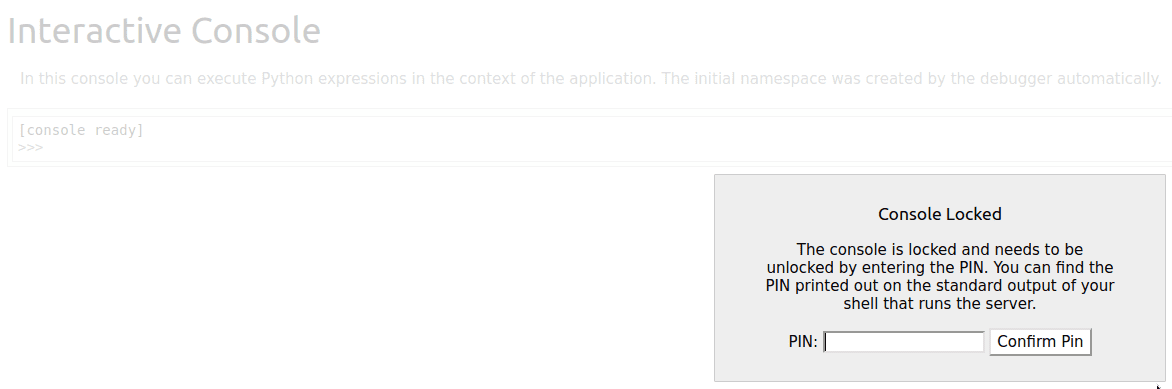 Interactive Console
In this console you can execute Python expressions in the context of the application. The initial namespace was created by the debugger automatically.
[console ready]
>>>
Console Locked
The console is locked and needs to be
unlocked by entering the PIN. You can find the
PIN printed out on the standard output of your
shell that runs the server.
PIN: Confirm Pin